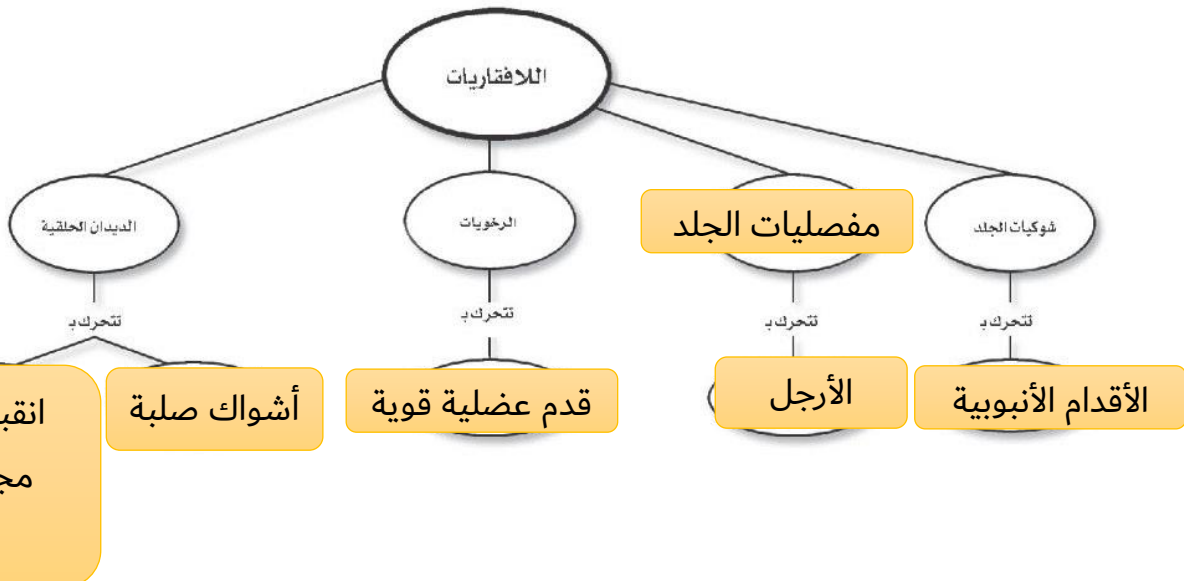 اللافقاريات
شوكيات الجلد
مفصليات الجلد
الرخويات
الديدان الحلقية
تتحرك بـ
تتحرك بـ
تتحرك بـ
تتحرك بـ
الأقدام الأنبوبية
الأرجل
قدم عضلية قوية
أشواك صلبة